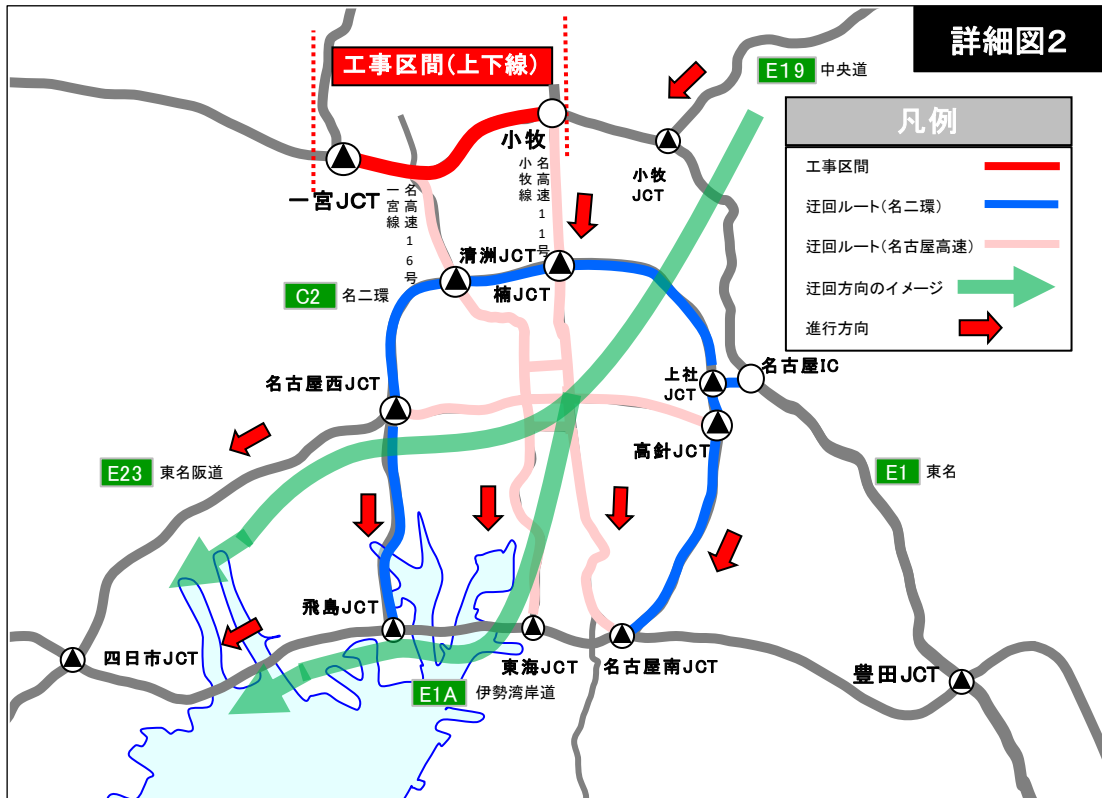 詳細図2
工事区間(上下線)
E19 中央道
凡例
工事区間
迂回ルート(名二環)
迂回ルート(名古屋高速)
迂回方向のイメージ
進行方向
小牧
小牧
JCT
一宮JCT
名高速16号
一宮線
名高速11号
小牧線
清洲JCT
楠JCT
C2 名二環
名古屋西JCT
上社
JCT
名古屋IC
高針JCT
E23 東名阪道
E1 東名
飛島JCT
四日市JCT
東海JCT
名古屋南JCT
豊田JCT
E1A 伊勢湾岸道